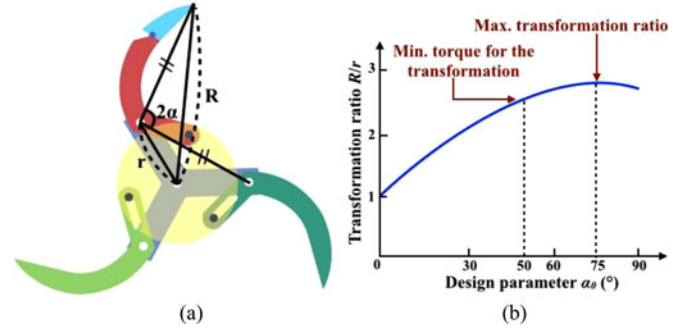 (a)
2α
R
r
(b)
Max. transformation ratio
Min. torque for the
transformation
Transformation ratio R/r
3
2
1
0 30 50 60 75 90
Design parameter α₀ (°)